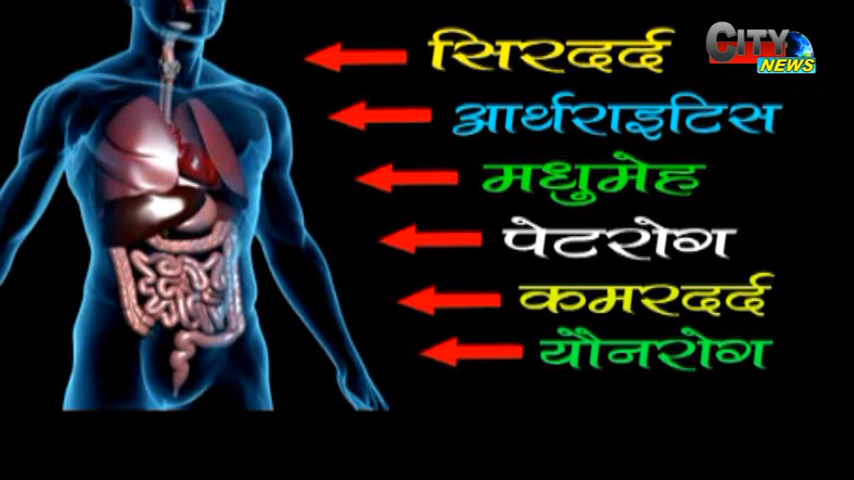 सिरदर्द
CITY
NEWS
आर्थराइटिस
मधुमेह
पेटरोग
कमरदर्द
यौनरोग